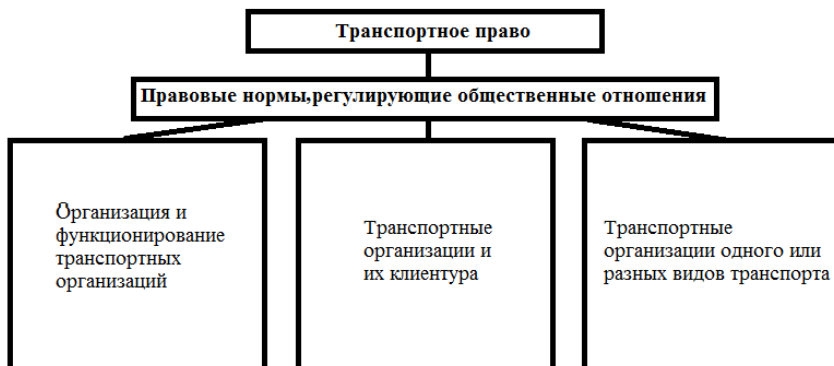 Транспортное право
Правовые нормы,регулирующие общественные отношения
Организация и
функционирование
транспортных
организаций
Транспортные
организации и
их клиентура
Транспортные
организации одного или
разных видов транспорта